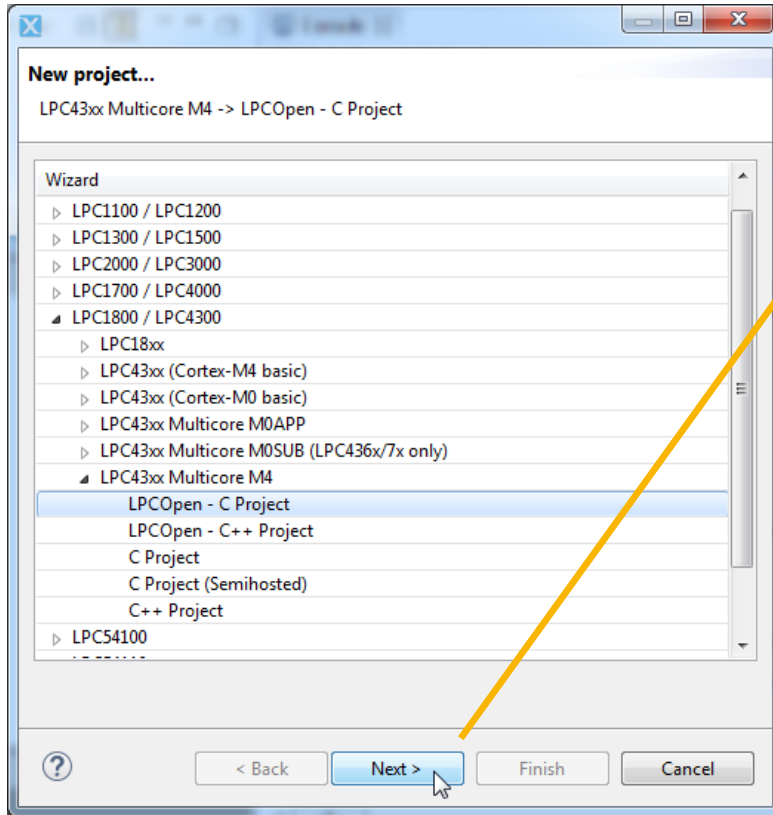 New project...
LPC43xx Multicore M4 -> LPCOpen - C Project
Wizard
LPC1100 / LPC1200
LPC1300 / LPC1500
LPC2000 / LPC3000
LPC1700 / LPC4000
LPC1800 / LPC4300
LPC18xx
LPC43xx (Cortex-M4 basic)
LPC43xx (Cortex-M0 basic)
LPC43xx Multicore M0APP
LPC43xx Multicore M0SUB (LPC436x/7x only)
LPC43xx Multicore M4
LPCOpen - C Project
LPCOpen - C++ Project
C Project
C Project (Semihosted)
C++ Project
LPC54100
< Back Next > Finish Cancel